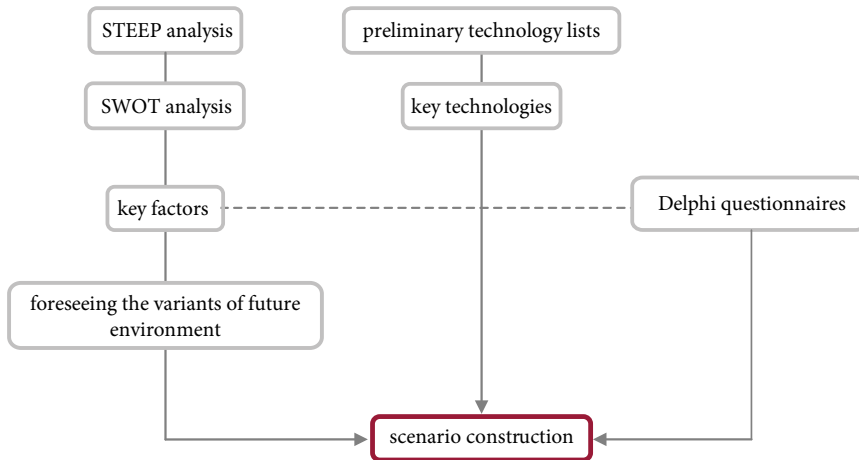 STEEP analysis
preliminary technology lists
SWOT analysis
key technologies
key factors
Delphi questionnaires
foreseeing the variants of future
environment
scenario construction